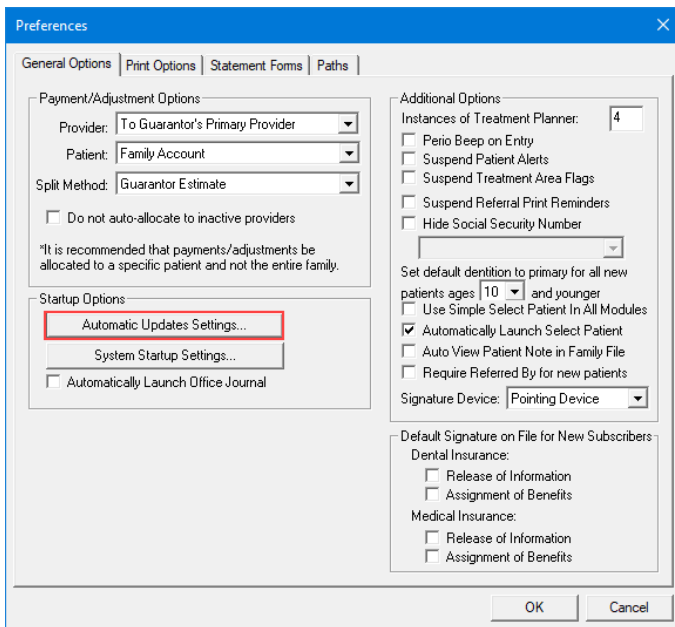 Preferences
General Options
Print Options
Statement Forms
Paths
Payment/Adjustment Options
Provider: To Guarantor's Primary Provider
Patient: Family Account
Split Method: Guarantor Estimate
Do not auto-allocate to inactive providers
*It is recommended that payments/adjustments be
allocated to a specific patient and not the entire family.
Startup Options
Automatic Updates Settings...
System Startup Settings...
Automatically Launch Office Journal
Additional Options
Instances of Treatment Planner: 4
Perio Beep on Entry
Suspend Patient Alerts
Suspend Treatment Area Flags
Suspend Referral Print Reminders
Hide Social Security Number
Set default dentition to primary for all new
patients ages 10 and younger
Use Simple Select Patient In All Modules
Automatically Launch Select Patient
Auto View Patient Note in Family File
Require Referred By for new patients
Signature Device: Pointing Device
Default Signature on File for New Subscribers
Dental Insurance:
Release of Information
Assignment of Benefits
Medical Insurance:
Release of Information
Assignment of Benefits
OK
Cancel